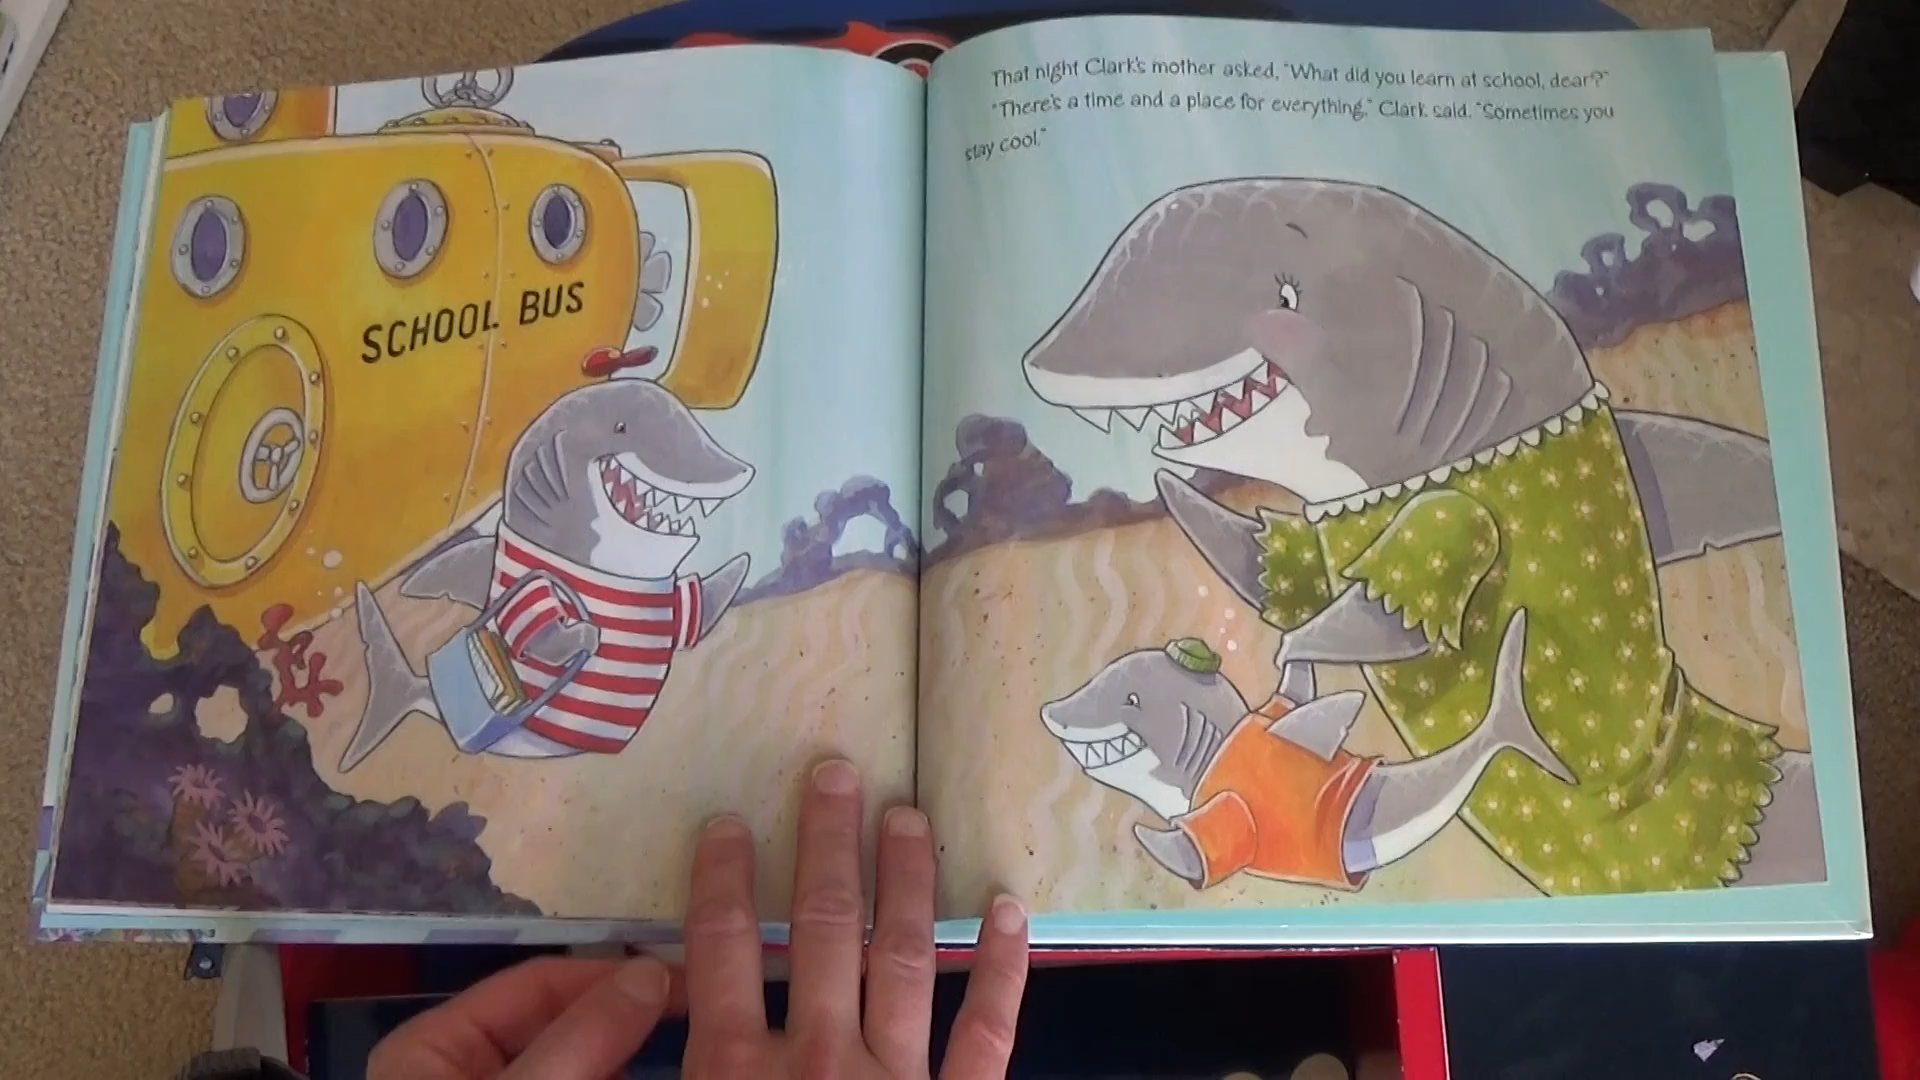 SCHOOL BUS
That night Clark's mother asked, "What did you learn at school, dear?"
"There's a time and a place for everything," Clark said. "Sometimes you
stay cool."